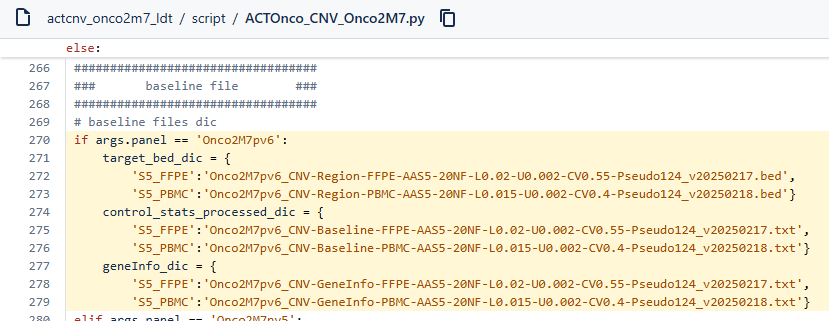 actcnv_onco2m7_ldt / script / ACTOnco_CNV_Onco2M7.py
else:
266 ##################################
267 ###       baseline file        ###
268 ##################################
269 # baseline files dic
270 if args.panel == 'Onco2M7pv6':
271     target_bed_dic = {
272         'S5_FFPE':'Onco2M7pv6_CNV-Region-FFPE-AAS5-20NF-L0.02-U0.002-CV0.55-Pseudo124_v20250217.bed',
273         'S5_PBMC':'Onco2M7pv6_CNV-Region-PBMC-AAS5-20NF-L0.015-U0.002-CV0.4-Pseudo124_v20250218.bed'}
274     control_stats_processed_dic = {
275         'S5_FFPE':'Onco2M7pv6_CNV-Baseline-FFPE-AAS5-20NF-L0.02-U0.002-CV0.55-Pseudo124_v20250217.txt',
276         'S5_PBMC':'Onco2M7pv6_CNV-Baseline-PBMC-AAS5-20NF-L0.015-U0.002-CV0.4-Pseudo124_v20250218.txt'}
277     geneInfo_dic = {
278         'S5_FFPE':'Onco2M7pv6_CNV-GeneInfo-FFPE-AAS5-20NF-L0.02-U0.002-CV0.55-Pseudo124_v20250217.txt',
279         'S5_PBMC':'Onco2M7pv6_CNV-GeneInfo-PBMC-AAS5-20NF-L0.015-U0.002-CV0.4-Pseudo124_v20250218.txt'}
280 elif args.panel == 'Onco2M7pv5':